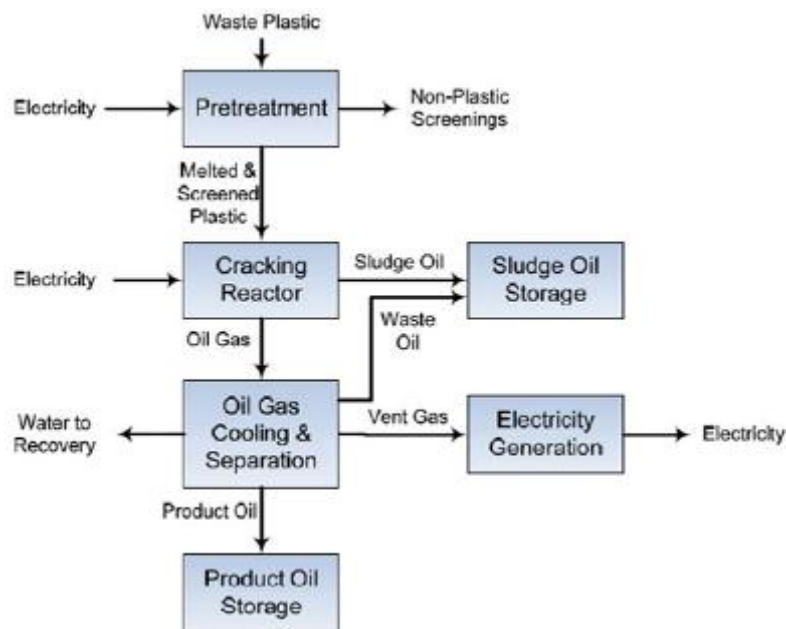 Waste Plastic
Electricity
Pretreatment
Non-Plastic
Screenings
Melted &
Screened
Plastic
Electricity
Cracking
Reactor
Sludge Oil
Sludge Oil
Storage
Waste
Oil
Oil Gas
Water to
Recovery
Oil Gas
Cooling &
Separation
Vent Gas
Electricity
Generation
Electricity
Product Oil
Product Oil
Storage